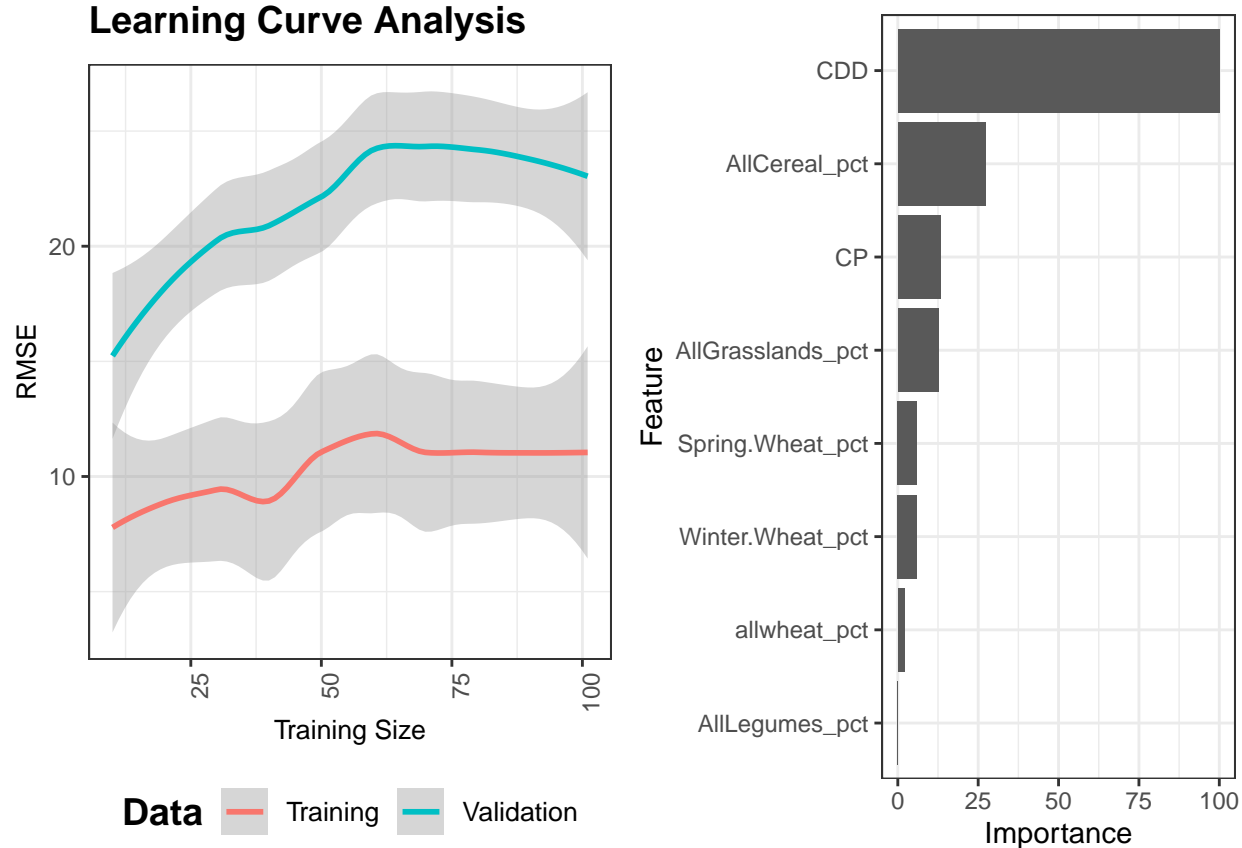 Learning Curve Analysis
RMSE
20
10
25
50
75
100
Training Size
Data
Training
Validation
Feature
CDD
AllCereal_pct
CP
AllGrasslands_pct
Spring.Wheat_pct
Winter.Wheat_pct
allwheat_pct
AllLegumes_pct
0
25
50
75
100
Importance